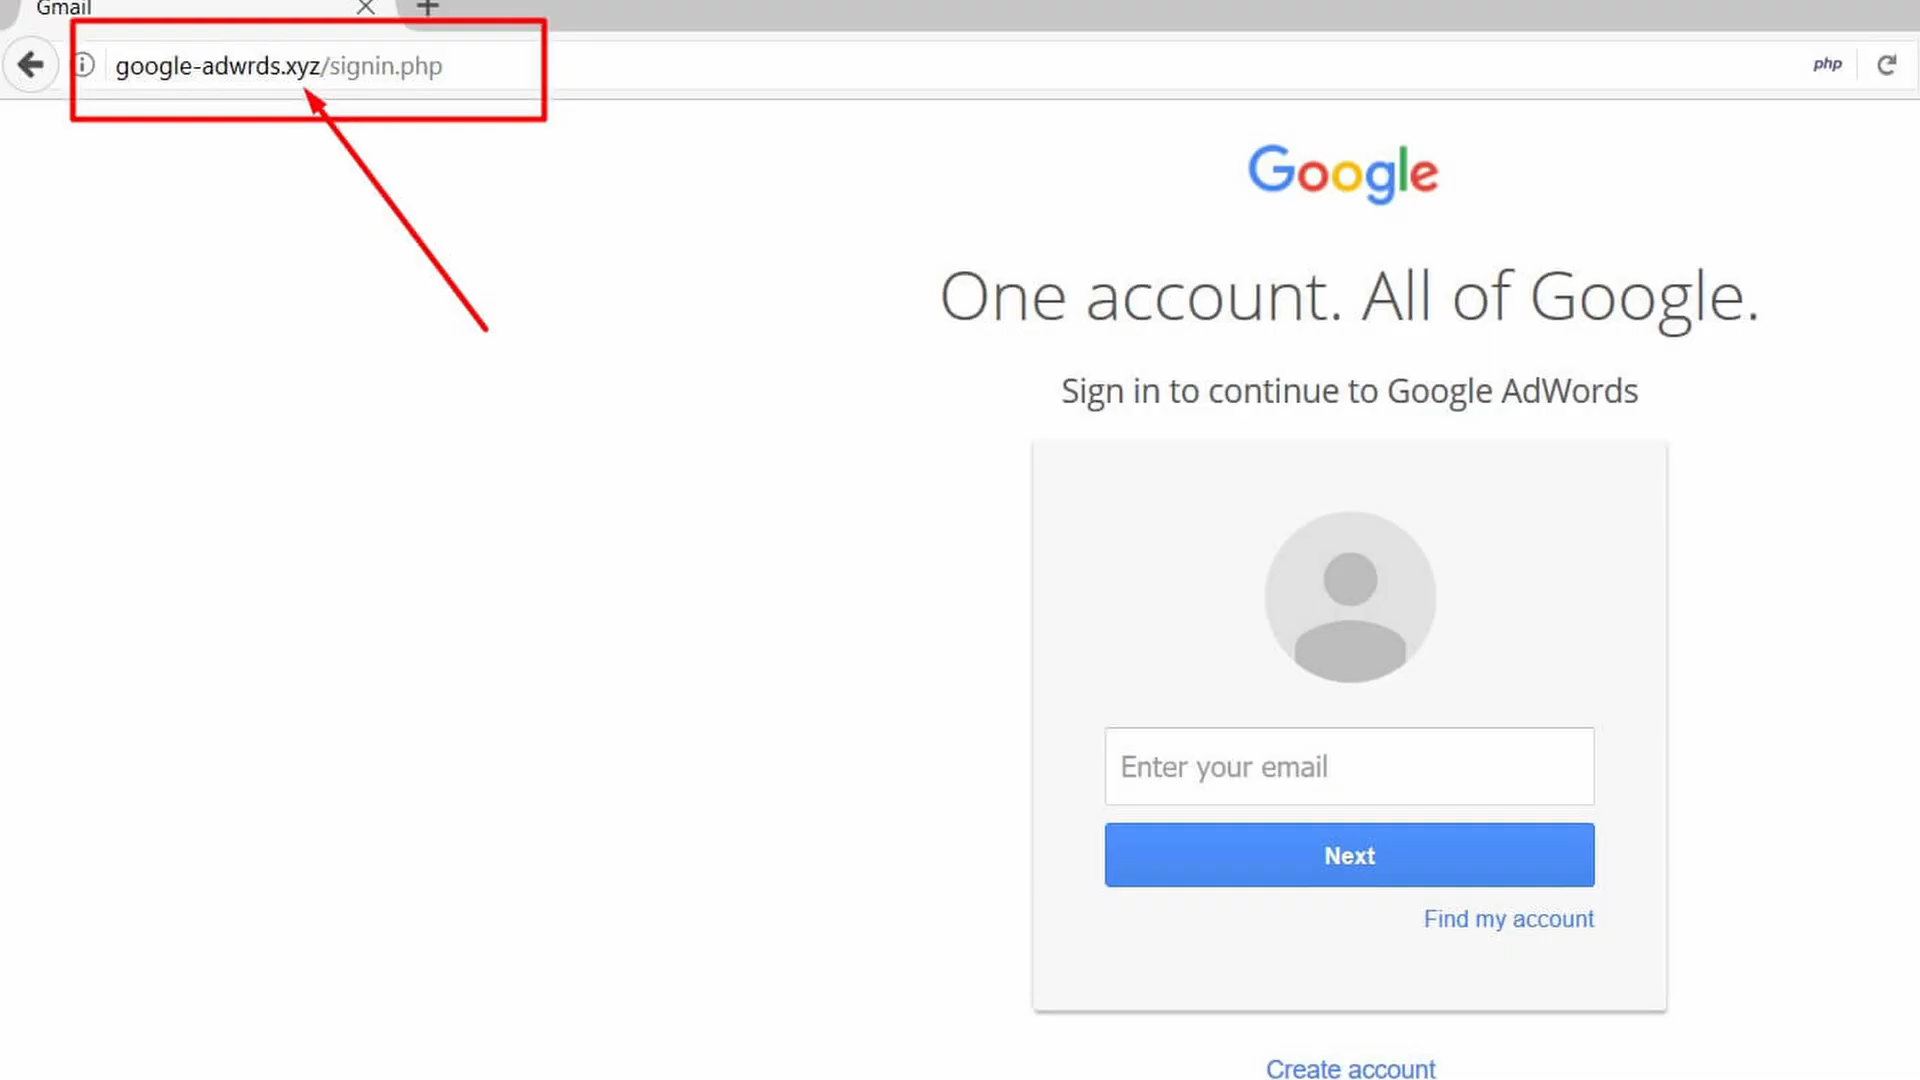 Gmail
google-adwrds.xyz/signin.php
php
Google
One account. All of Google.
Sign in to continue to Google AdWords
Enter your email
Next
Find my account
Create account